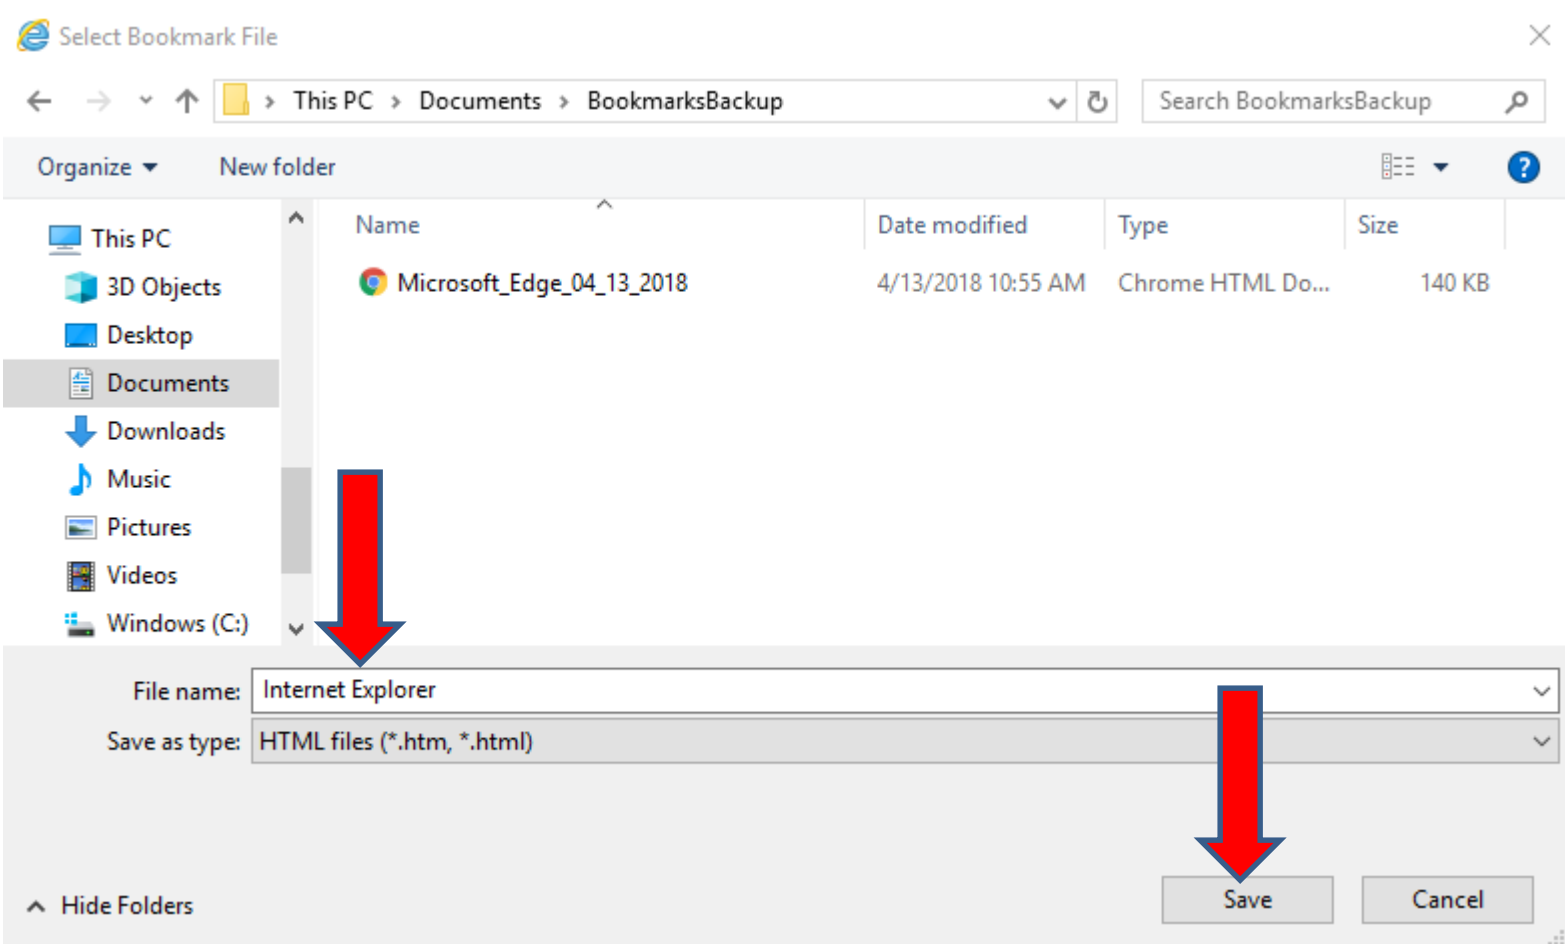 Select Bookmark File
This PC > Documents > BookmarksBackup
Search BookmarksBackup
Organize
New folder
?
Name
Date modified
Type
Size
This PC
3D Objects
Desktop
Documents
Downloads
Music
Pictures
Videos
Windows (C:)
Microsoft_Edge_04_13_2018 4/13/2018 10:55 AM Chrome HTML Do... 140 KB
File name: Internet Explorer
Save as type: HTML files (*.htm, *.html)
Hide Folders
Save
Cancel